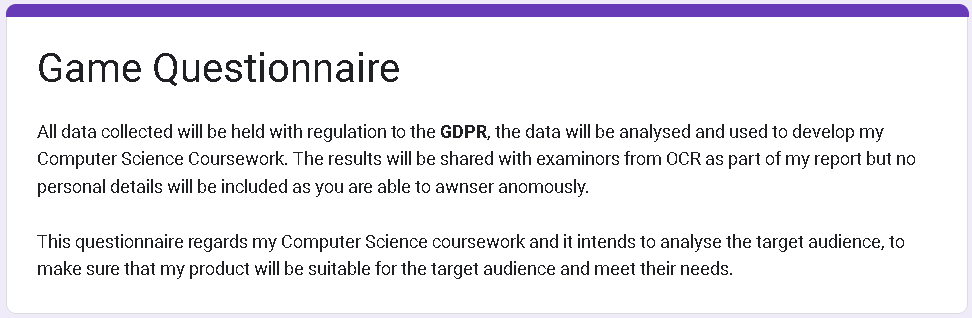 Game Questionnaire
All data collected will be held with regulation to the GDPR, the data will be analysed and used to develop my
Computer Science Coursework. The results will be shared with examinors from OCR as part of my report but no
personal details will be included as you are able to awnser anomously.
This questionnaire regards my Computer Science coursework and it intends to analyse the target audience, to
make sure that my product will be suitable for the target audience and meet their needs.